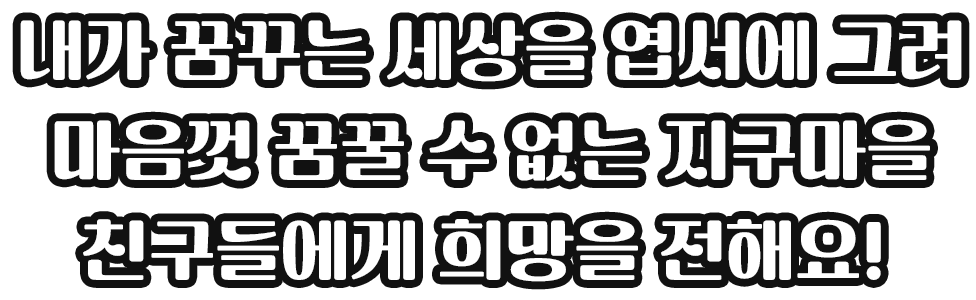 내가 꿈꾸는 세상을 엽서에 그려
마음껏 꿈꿀 수 없는 지구마을
친구들에게 희망을 전해요!